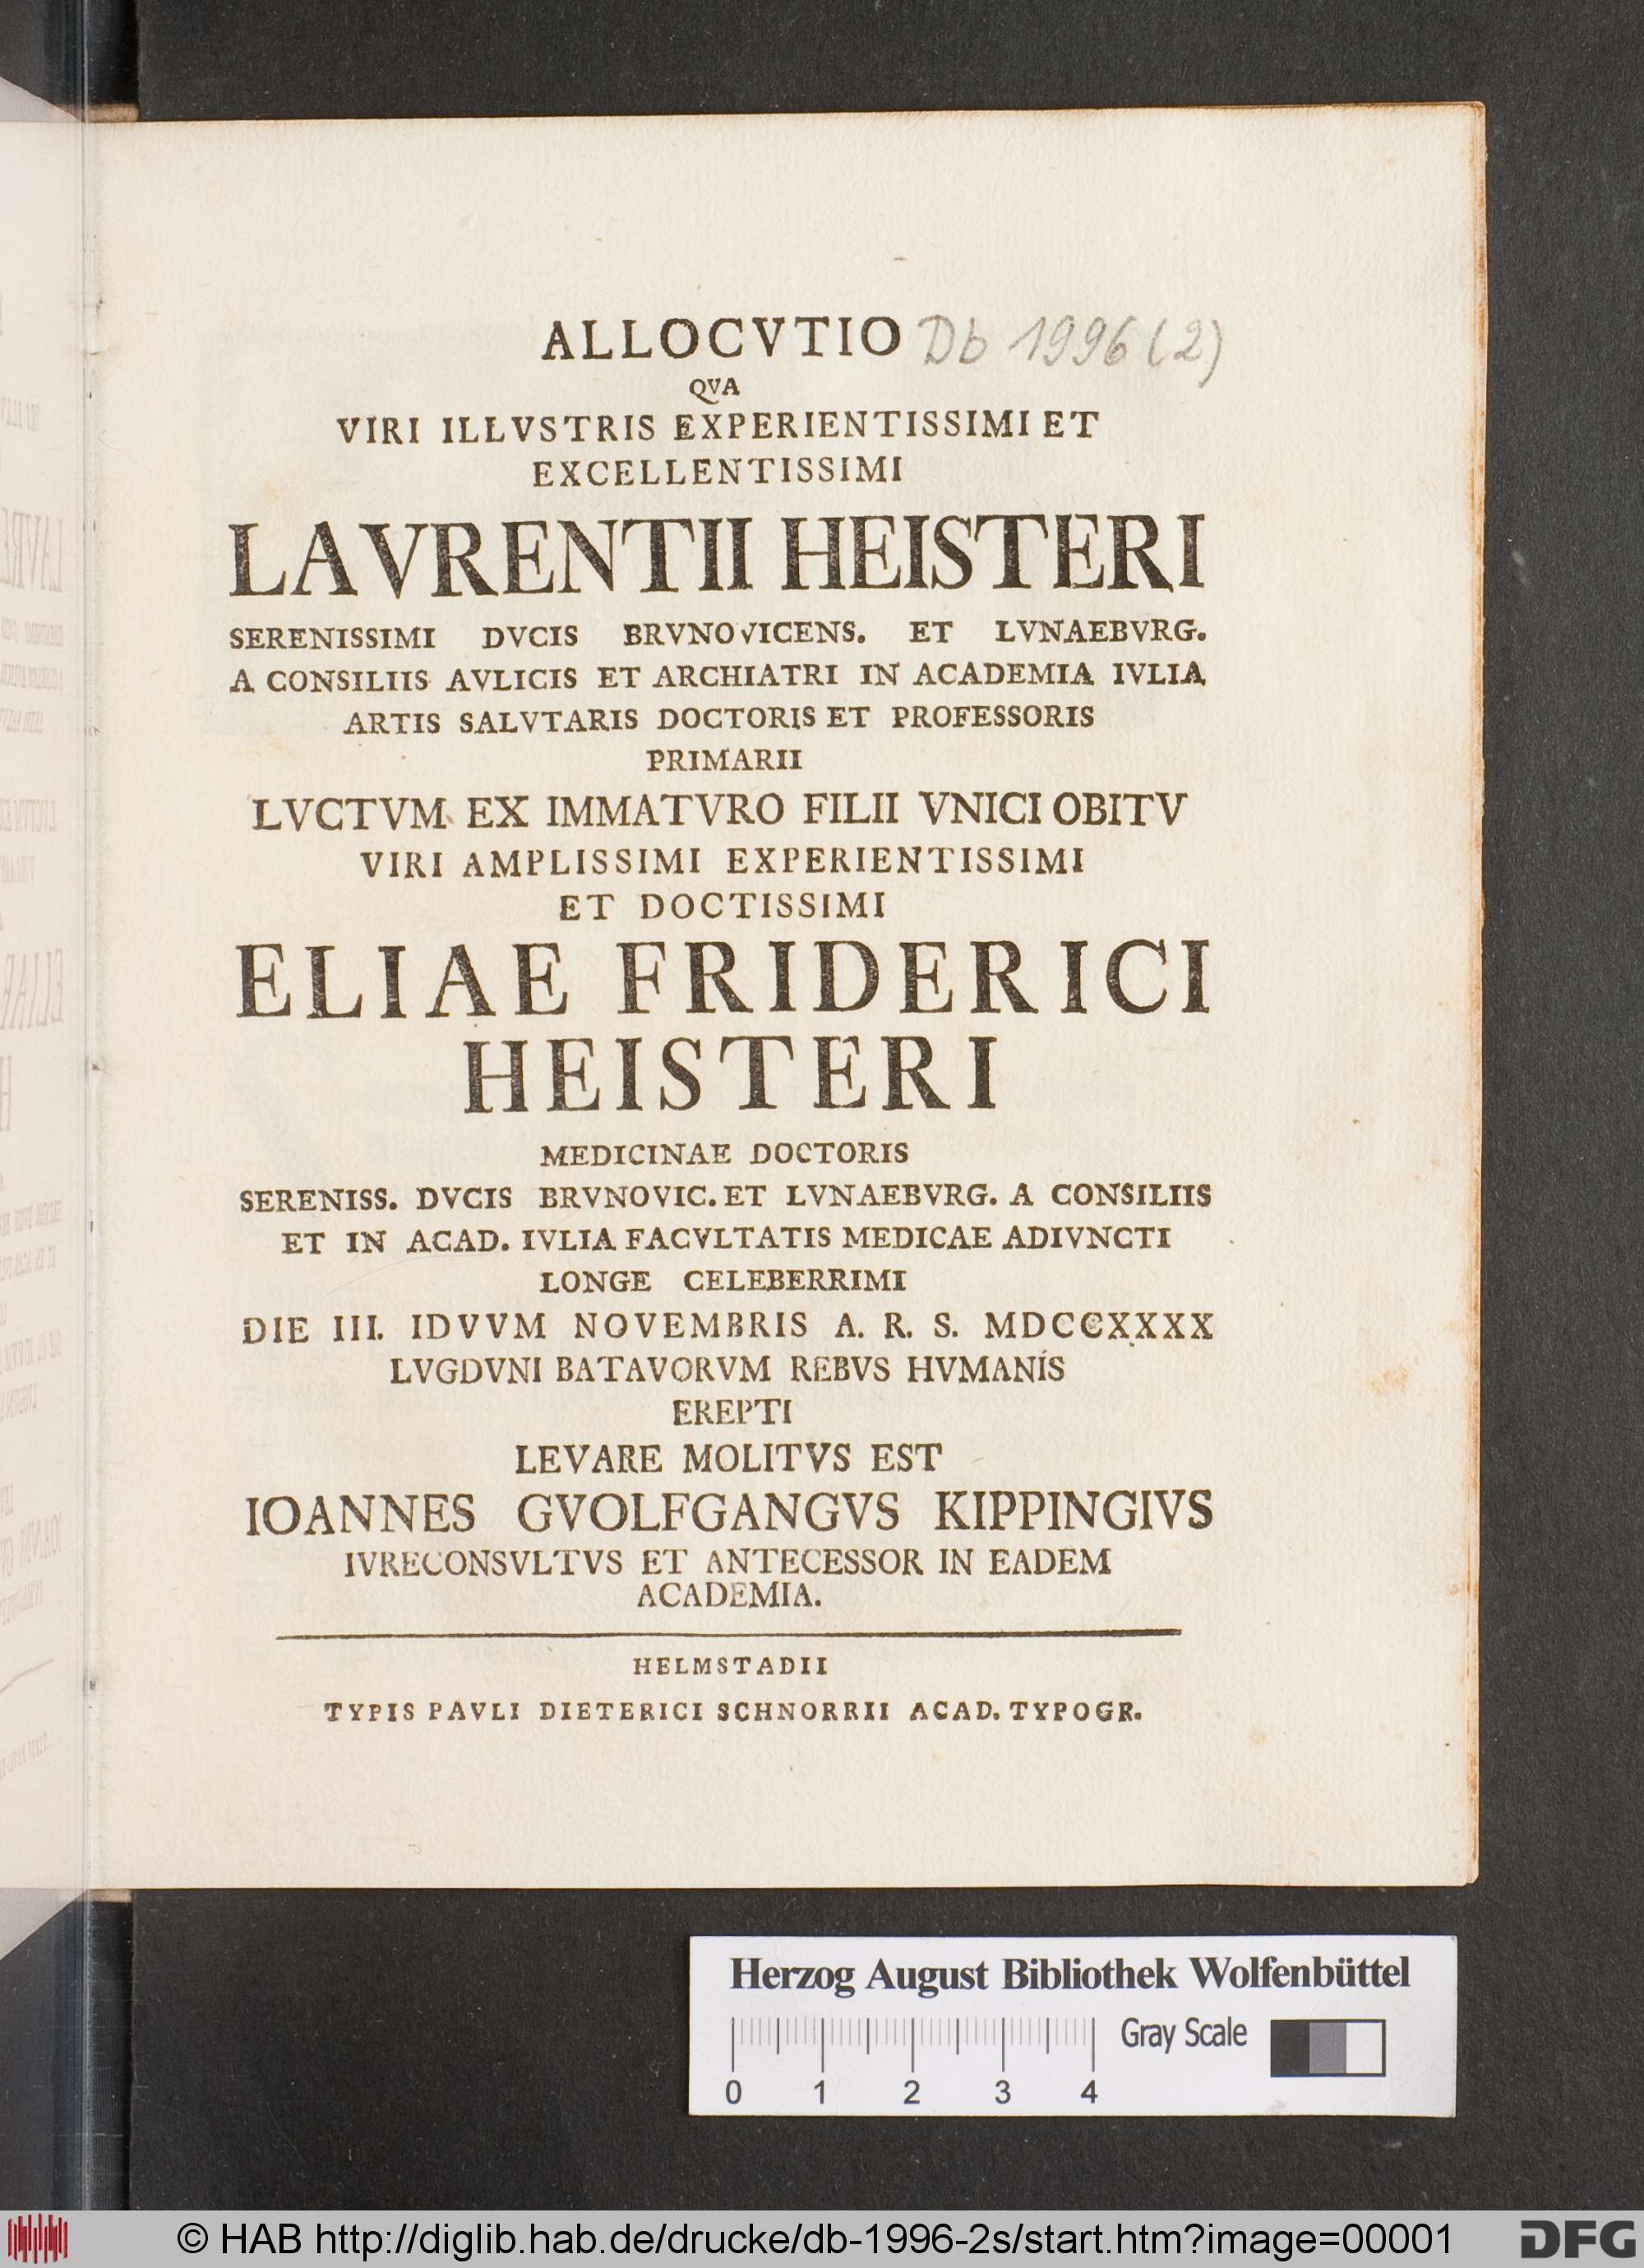 ALLOCVTIO Db 1996 (2)
QVA
VIRI ILLVSTRIS EXPERIENTISSIMI ET
EXCELLENTISSIMI
LAVRENTII HEISTERI
SERENISSIMI DVCIS BRVNOVICENS. ET LVNAEBVRG.
A CONSILIIS AVLICIS ET ARCHIATRI IN ACADEMIA IVLIA
ARTIS SALVTARIS DOCTORIS ET PROFESSORIS
PRIMARII
LVCTVM EX IMMATVRO FILII VNICI OBITV
VIRI AMPLISSIMI EXPERIENTISSIMI
ET DOCTISSIMI
ELIAE FRIDERICI
HEISTERI
MEDICINAE DOCTORIS
SERENISS. DVCIS BRVNOVIC. ET LVNAEBVRG. A CONSILIIS
ET IN ACAD. IVLIA FACVLTATIS MEDICAE ADIVNCTI
LONGE CELEBERRIMI
DIE III. IDVVM NOVEMBRIS A. R. S. MDCCXXXX
LVGDVNI BATAVORVM REBVS HVMANIS
EREPTI
LEVARE MOLITVS EST
IOANNES GVOLFGANGVS KIPPINGIVS
IVRECONSVLTVS ET ANTECESSOR IN EADEM
ACADEMIA.
HELMSTADII
TYPIS PAVLI DIETERICI SCHNORRII ACAD. TYPOGR.
Herzog August Bibliothek Wolfenbüttel
Gray Scale
0 1 2 3 4
© HAB http://diglib.hab.de/drucke/db-1996-2s/start.htm?image=00001
DFG